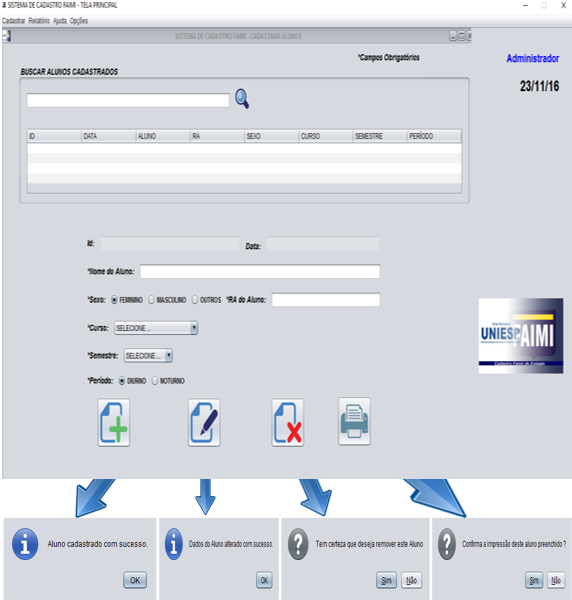 SISTEMA DE CADASTRO FAIMI - TELA PRINCIPAL
Cadastrar Relatório Ajuda Opções
SISTEMA DE CADASTRO FAIMI - CADASTRAR ALUNOS
*Campos Obrigatórios
Administrador
23/11/16
BUSCAR ALUNOS CADASTRADOS
ID DATA ALUNO RA SEXO CURSO SEMESTRE PERÍODO
Id: Data:
*Nome do Aluno:
*Sexo: FEMININO MASCULINO OUTROS *RA do Aluno:
*Curso: SELECIONE...
*Semestre: SELECIONE...
*Período: DIURNO NOTURNO
UNIESP FAIMI
Aluno cadastrado com sucesso.
OK
Dados do Aluno alterado com sucesso.
OK
Tem certeza que deseja remover este Aluno
Sim Não
Confirma a impressão deste aluno preenchido ?
Sim Não